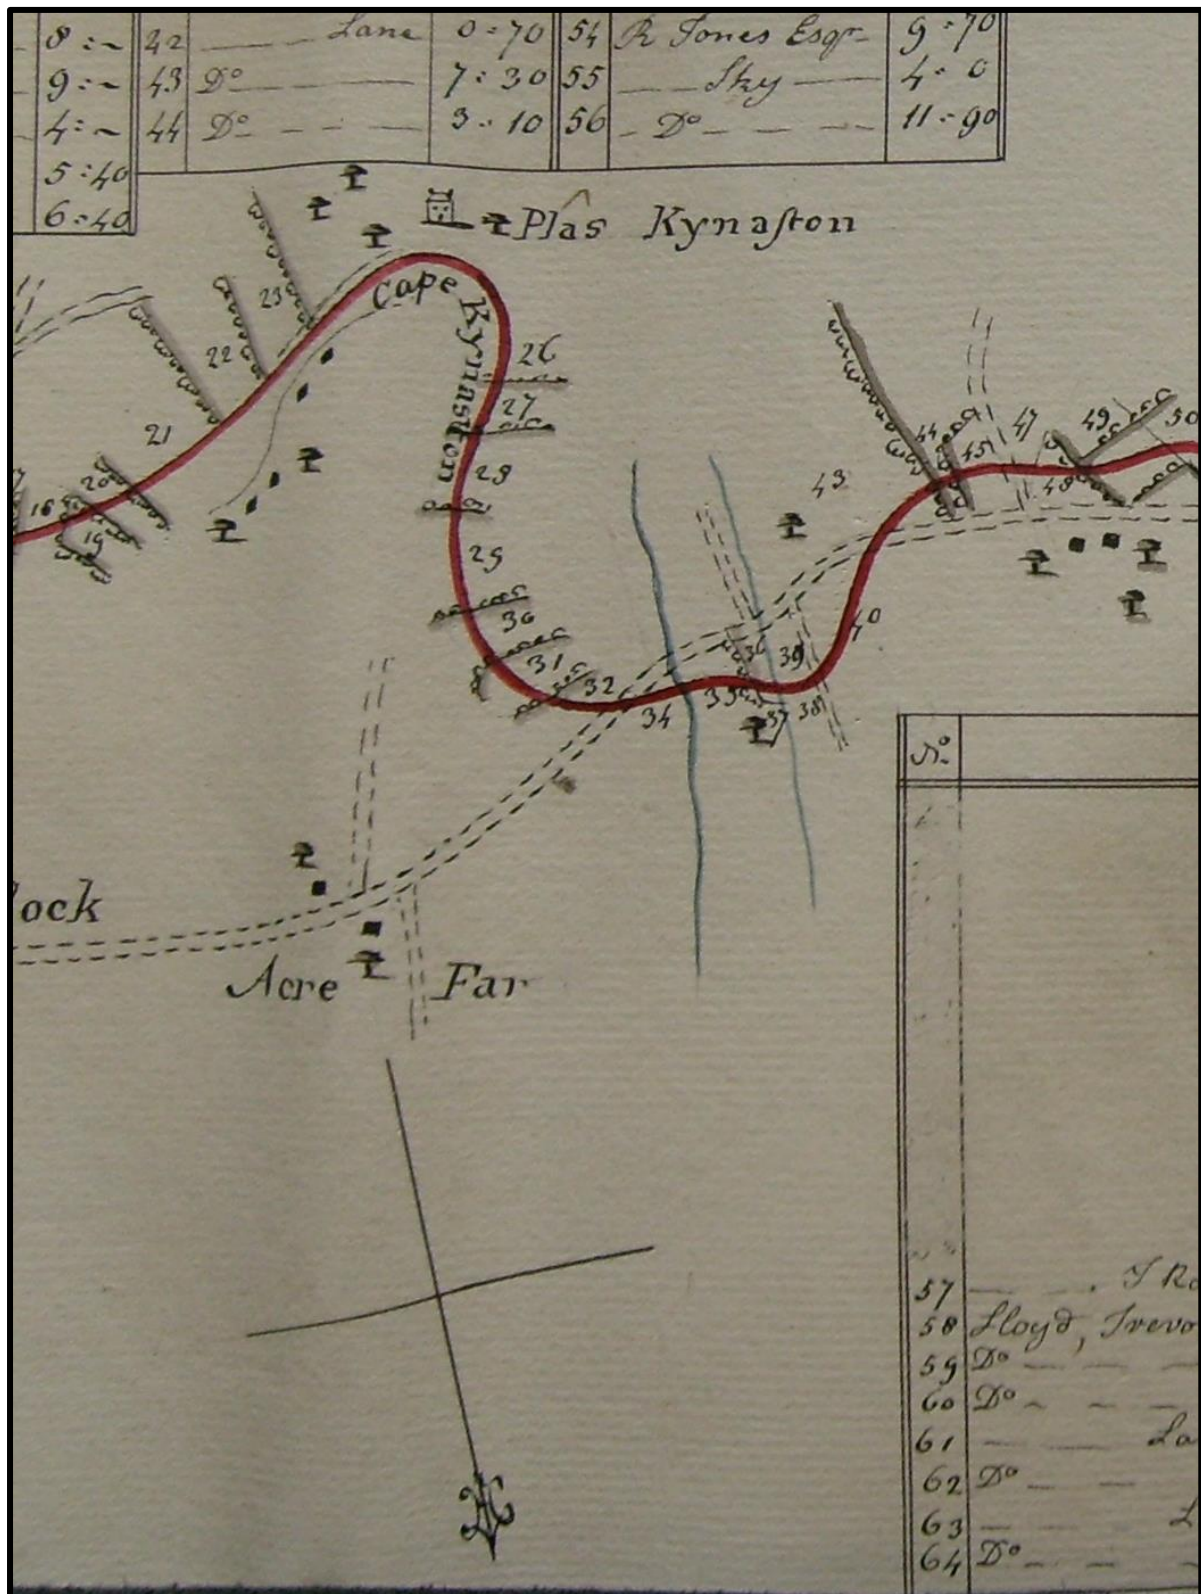 8 :~ 42 Lane 0=70 54 R Jones Esqr 9=70
9 :~ 43 Do 7:30 55 Sky 4=0
4:~ 44 Do 3=10 56 Do 11=90
5:40
6:40
Plâs Kynaſton
Cape Kynaston
23
22
26
21
27
28
20
18
19
29
30
31
32
34
43
44
45
47
48
49
50
36
39
40
37
38
No
ock
Acre Far
57
58 Lloyd, Trevo
59 Do
60 Do
61 La
62 Do
63 L
64 Do